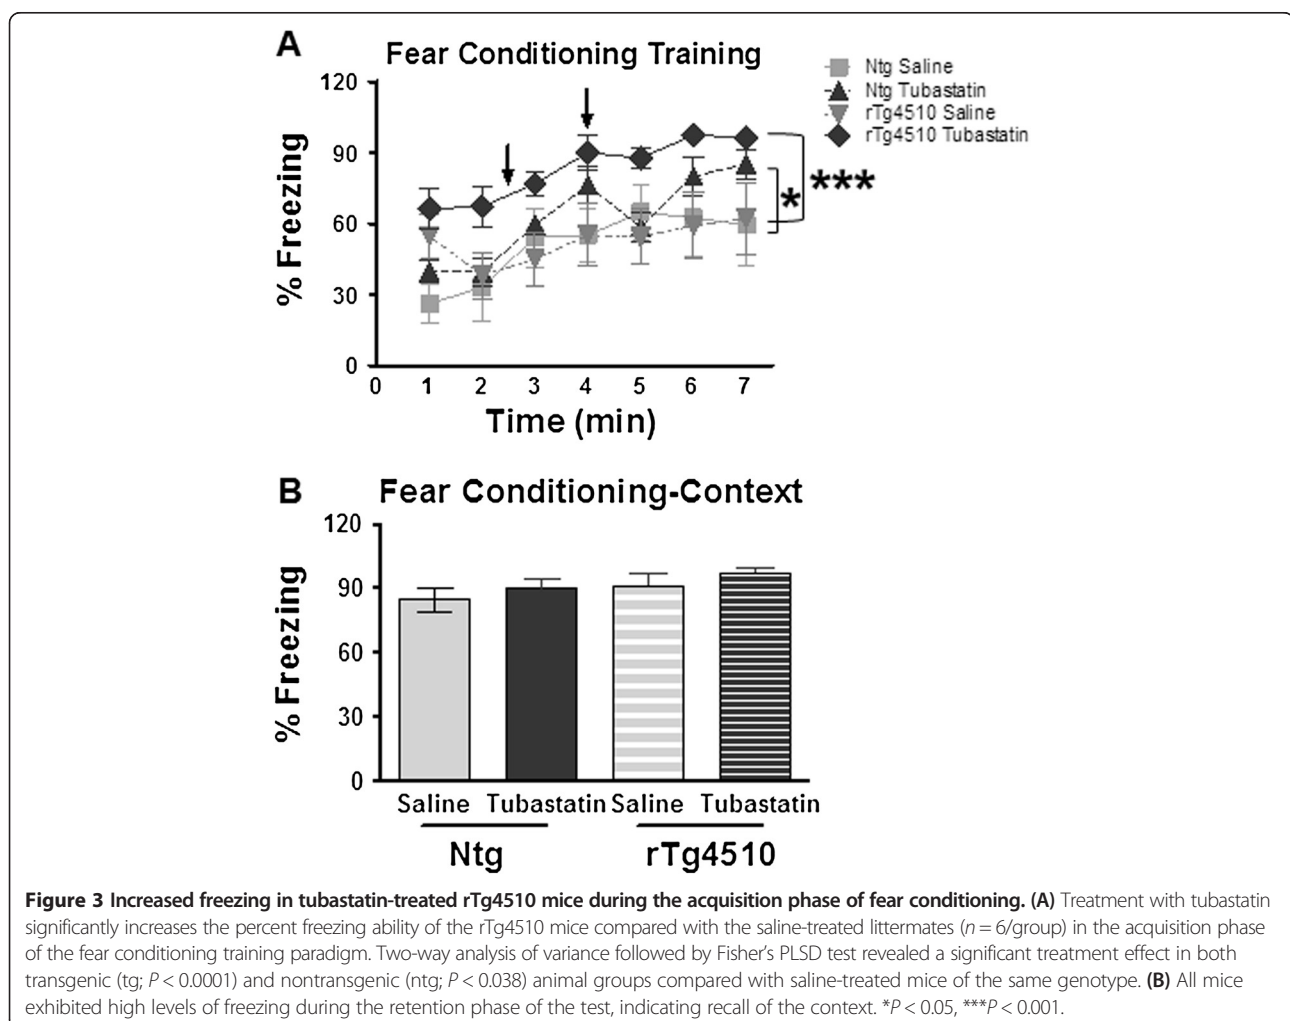 A
Fear Conditioning Training
Ntg Saline
Ntg Tubastatin
rTg4510 Saline
rTg4510 Tubastatin
120
90
60
30
0
% Freezing
***
*
0 1 2 3 4 5 6 7
Time (min)
B
Fear Conditioning-Context
120
90
60
30
0
% Freezing
Saline Tubastatin Saline Tubastatin
Ntg rTg4510
Figure 3 Increased freezing in tubastatin-treated rTg4510 mice during the acquisition phase of fear conditioning. (A) Treatment with tubastatin
significantly increases the percent freezing ability of the rTg4510 mice compared with the saline-treated littermates (n = 6/group) in the acquisition phase
of the fear conditioning training paradigm. Two-way analysis of variance followed by Fisher's PLSD test revealed a significant treatment effect in both
transgenic (tg; P < 0.0001) and nontransgenic (ntg; P < 0.038) animal groups compared with saline-treated mice of the same genotype. (B) All mice
exhibited high levels of freezing during the retention phase of the test, indicating recall of the context. *P < 0.05, ***P < 0.001.